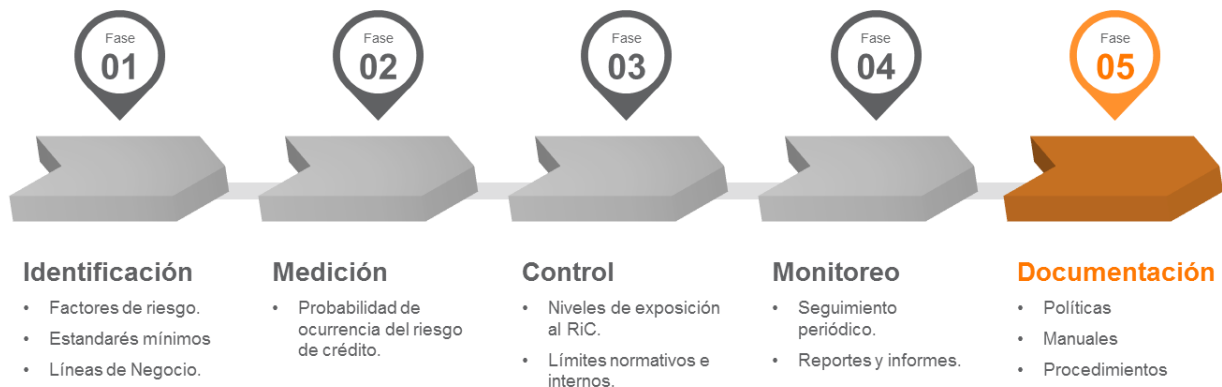 Fase
01
Fase
02
Fase
03
Fase
04
Fase
05
Identificación
• Factores de riesgo.
• Estandarés mínimos
• Líneas de Negocio.
Medición
• Probabilidad de
ocurrencia del riesgo
de crédito.
Control
• Niveles de exposición
al RiC.
• Límites normativos e
internos.
Monitoreo
• Seguimiento
periódico.
• Reportes y informes.
Documentación
• Políticas
• Manuales
• Procedimientos